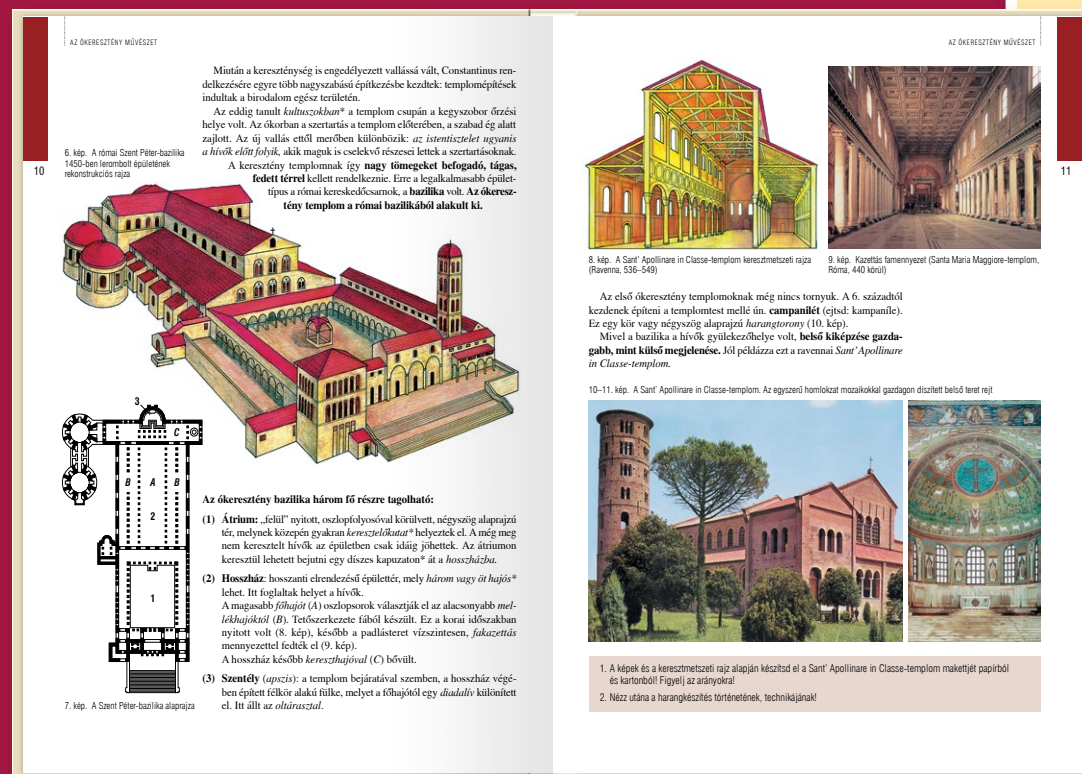 AZ ÓKERESZTÉNY MŰVÉSZET
Miután a kereszténység is engedélyezett vallássá vált, Constantinus ren-
delkezésére egyre több nagyszabású építkezésbe kezdtek: templomépítések
indultak a birodalom egész területén.
Az eddig tanult kultuszokban* a templom csupán a kegyszobor őrzési
helye volt. Az ókorban a szertartás a templom előterében, a szabad ég alatt
zajlott. Az új vallás ettől merőben különbözik: az istentisztelet ugyanis
a hívők előtt folyik, akik maguk is cselekvő részesei lettek a szertartásoknak.
A keresztény templomnak így nagy tömegeket befogadó, tágas,
fedett térrel kellett rendelkeznie. Erre a legalkalmasabb épület-
típus a római kereskedőcsarnok, a bazilika volt. Az ókeresz-
tény templom a római bazilikából alakult ki.
6. kép. A római Szent Péter-bazilika
1450-ben lerombolt épületének
rekonstrukciós rajza
10
3
C
B
A
B
2
1
7. kép. A Szent Péter-bazilika alaprajza
Az ókeresztény bazilika három fő részre tagolható:
(1) Átrium: „felül” nyitott, oszlopfolyosóval körülvett, négyszög alaprajzú
tér, melynek közepén gyakran keresztelőkutat* helyeztek el. A még meg
nem keresztelt hívők az épületben csak idáig jöhettek. Az átriumon
keresztül lehetett bejutni egy díszes kapuzaton* át a hosszházba.
(2) Hosszház: hosszanti elrendezésű épülettér, mely három vagy öt hajós*
lehet. Itt foglaltak helyet a hívők.
A magasabb főhajót (A) oszlopsorok választják el az alacsonyabb mel-
lékhajóktól (B). Tetőszerkezete fából készült. Ez a korai időszakban
nyitott volt (8. kép), később a padlásteret vízszintesen, fakazettás
mennyezettel fedték el (9. kép).
A hosszház később kereszthajóval (C) bővült.
(3) Szentély (apszis): a templom bejáratával szemben, a hosszház végé-
ben épített félkör alakú fülke, melyet a főhajótól egy diadalív különített
el. Itt állt az oltárasztal.
AZ ÓKERESZTÉNY MŰVÉSZET
11
8. kép. A Sant' Apollinare in Classe-templom keresztmetszeti rajza
(Ravenna, 536–549)
9. kép. Kazettás famennyezet (Santa Maria Maggiore-templom,
Róma, 440 körül)
Az első ókeresztény templomoknak még nincs tornyuk. A 6. századtól
kezdenek építeni a templomtest mellé ún. campanilét (ejtsd: kampaníle).
Ez egy kör vagy négyszög alaprajzú harangtorony (10. kép).
Mivel a bazilika a hívők gyülekezőhelye volt, belső kiképzése gazda-
gabb, mint külső megjelenése. Jól példázza ezt a ravennai Sant'Apollinare
in Classe-templom.
10–11. kép. A Sant' Apollinare in Classe-templom. Az egyszerű homlokzat mozaikokkal gazdagon díszített belső teret rejt
1. A képek és a keresztmetszeti rajz alapján készítsd el a Sant' Apollinare in Classe-templom makettjét papírból
és kartonból! Figyelj az arányokra!
2. Nézz utána a harangkészítés történetének, technikájának!